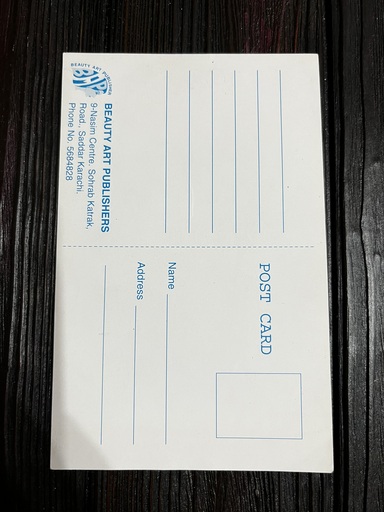 BEAUTY ART PUBLISHERS
BEAUTY ART PUBLISHERS
9-Nasim Centre, Sohrab Katrak,
Road., Saddar Karachi.
Phone No. 5684828
POST CARD
Name
Address